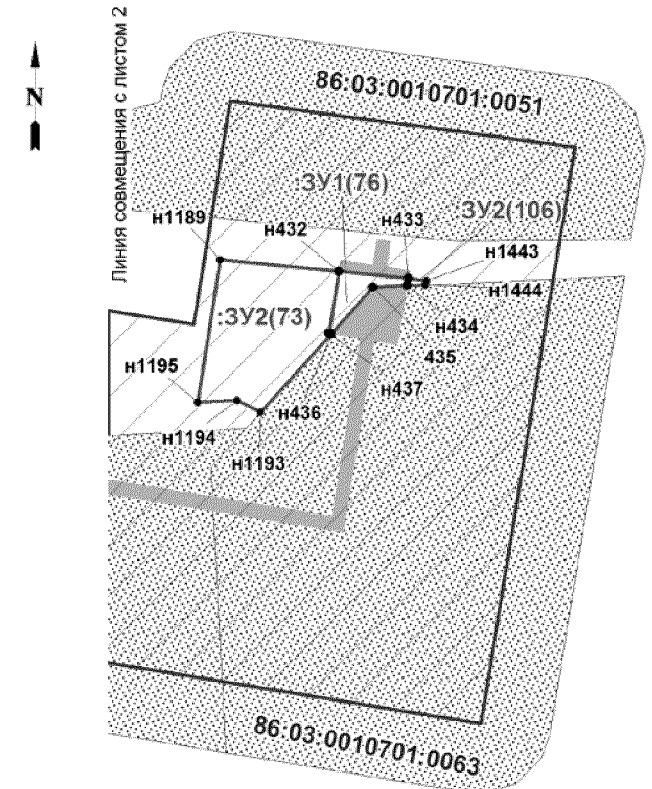 Линия совмещения с листом 2
N
86:03:0010701:0051
:ЗУ1(76)
:ЗУ2(106)
н1189
н432
н433
н1443
н1444
:ЗУ2(73)
н434
435
н1195
н437
н436
н1194
н1193
86:03:0010701:0063